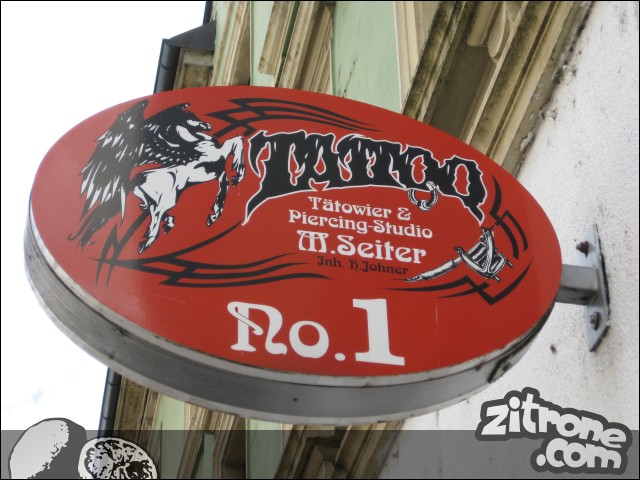 TATTOO
Tätowier &
Piercing-Studio
M. Seiter
Inh. H. Johner
No. 1
zitrone
.com